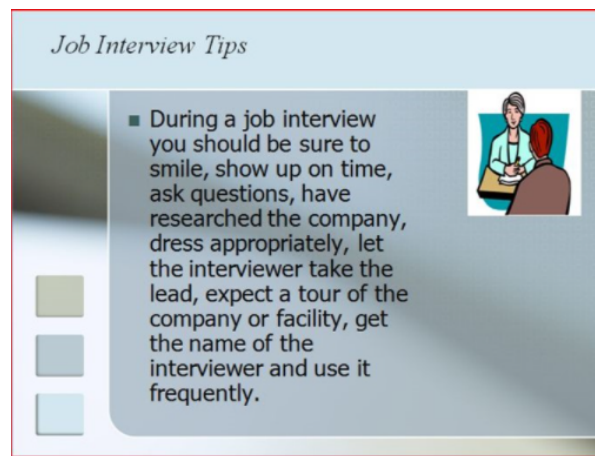 Job Interview Tips
During a job interview
you should be sure to
smile, show up on time,
ask questions, have
researched the company,
dress appropriately, let
the interviewer take the
lead, expect a tour of the
company or facility, get
the name of the
interviewer and use it
frequently.